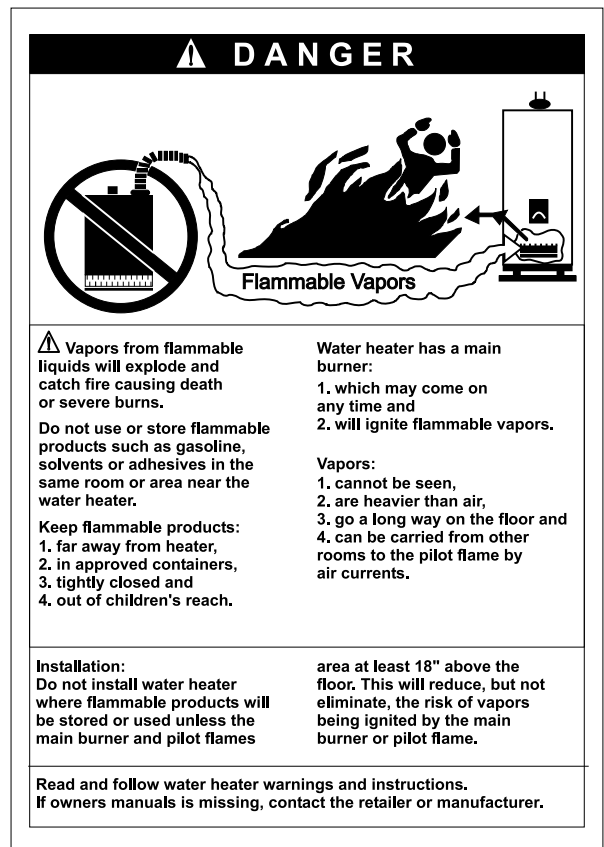 DANGER
Flammable Vapors
Vapors from flammable
liquids will explode and
catch fire causing death
or severe burns.
Do not use or store flammable
products such as gasoline,
solvents or adhesives in the
same room or area near the
water heater.
Keep flammable products:
1. far away from heater,
2. in approved containers,
3. tightly closed and
4. out of children's reach.
Water heater has a main
burner:
1. which may come on
any time and
2. will ignite flammable vapors.
Vapors:
1. cannot be seen,
2. are heavier than air,
3. go a long way on the floor and
4. can be carried from other
rooms to the pilot flame by
air currents.
Installation:
Do not install water heater
where flammable products will
be stored or used unless the
main burner and pilot flames
area at least 18" above the
floor. This will reduce, but not
eliminate, the risk of vapors
being ignited by the main
burner or pilot flame.
Read and follow water heater warnings and instructions.
If owners manuals is missing, contact the retailer or manufacturer.